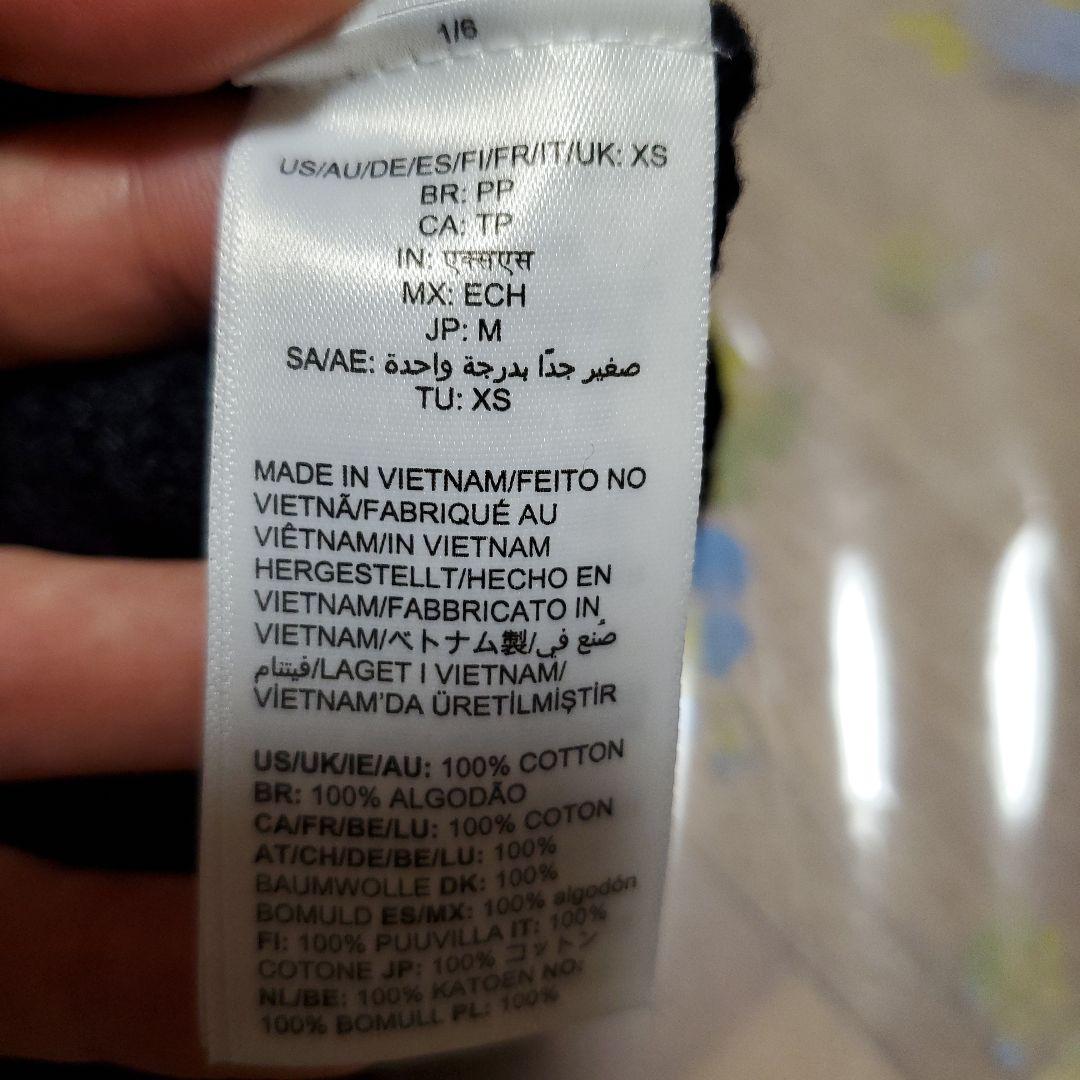 1/6
US/AU/DE/ES/FI/FR/IT/UK: XS
BR: PP
CA: TP
IN: एक्सएस
MX: ECH
JP: M
SA/AE: صغير جدًا بدرجة واحدة
TU: XS
MADE IN VIETNAM/FEITO NO
VIETNÃ/FABRIQUÉ AU
VIÊTNAM/IN VIETNAM
HERGESTELLT/HECHO EN
VIETNAM/FABBRICATO IN
VIETNAM/ベトナム製/صُنع في
فيتنام/LAGET I VIETNAM/
VİETNAM'DA ÜRETİLMİŞTİR
US/UK/IE/AU: 100% COTTON
BR: 100% ALGODÃO
CA/FR/BE/LU: 100% COTON
AT/CH/DE/BE/LU: 100%
BAUMWOLLE DK: 100%
BOMULD ES/MX: 100% algodón
FI: 100% PUUVILLA IT: 100%
COTONE JP: 100% コットン
NL/BE: 100% KATOEN NO:
100% BOMULL PL: 100%